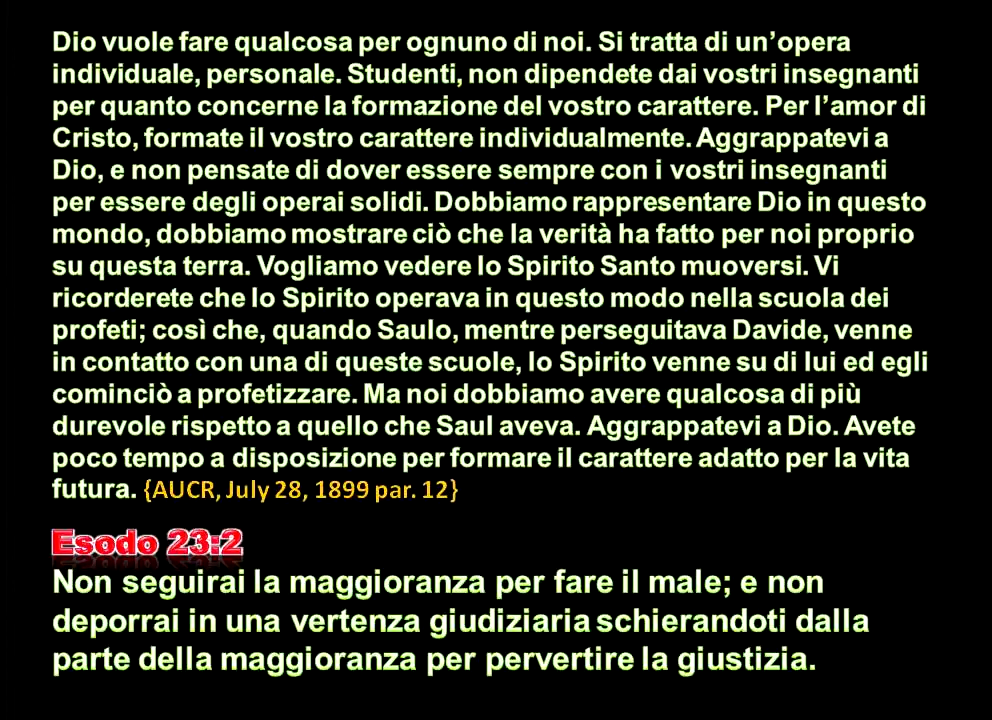 Dio vuole fare qualcosa per ognuno di noi. Si tratta di un’opera
individuale, personale. Studenti, non dipendete dai vostri insegnanti
per quanto concerne la formazione del vostro carattere. Per l’amor di
Cristo, formate il vostro carattere individualmente. Aggrappatevi a
Dio, e non pensate di dover essere sempre con i vostri insegnanti
per essere degli operai solidi. Dobbiamo rappresentare Dio in questo
mondo, dobbiamo mostrare ciò che la verità ha fatto per noi proprio
su questa terra. Vogliamo vedere lo Spirito Santo muoversi. Vi
ricorderete che lo Spirito operava in questo modo nella scuola dei
profeti; così che, quando Saulo, mentre perseguitava Davide, venne
in contatto con una di queste scuole, lo Spirito venne su di lui ed egli
cominciò a profetizzare. Ma noi dobbiamo avere qualcosa di più
durevole rispetto a quello che Saul aveva. Aggrappatevi a Dio. Avete
poco tempo a disposizione per formare il carattere adatto per la vita
futura. {AUCR, July 28, 1899 par. 12}
Esodo 23:2
Non seguirai la maggioranza per fare il male; e non
deporrai in una vertenza giudiziaria schierandoti dalla
parte della maggioranza per pervertire la giustizia.